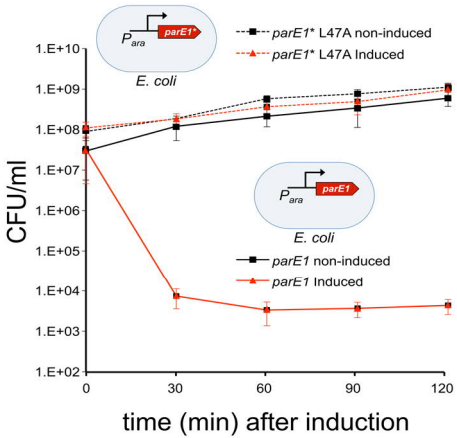 P_ara parE1*
E. coli
parE1* L47A non-induced
parE1* L47A Induced
1.E+10
1.E+09
1.E+08
1.E+07
1.E+06
1.E+05
1.E+04
1.E+03
1.E+02
CFU/ml
P_ara parE1
E. coli
parE1 non-induced
parE1 Induced
0 30 60 90 120
time (min) after induction